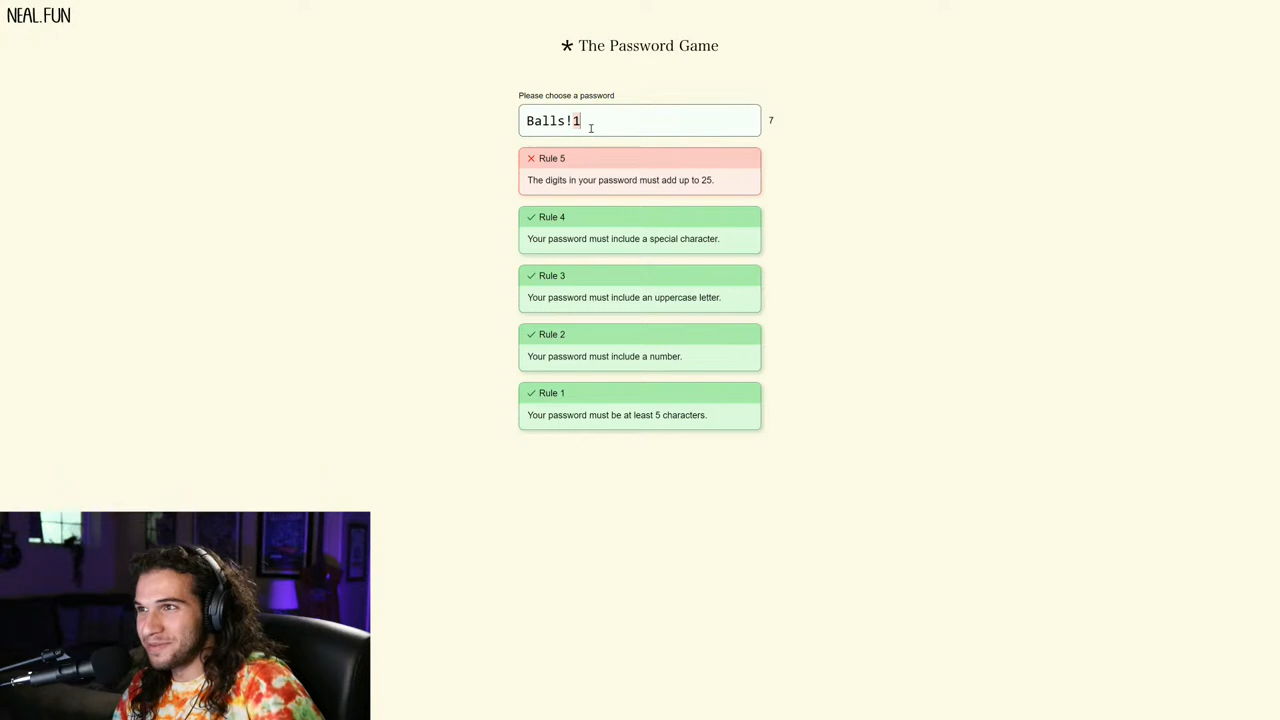 NEAL.FUN
* The Password Game
Please choose a password
Balls!1
7
Rule 5
The digits in your password must add up to 25.
Rule 4
Your password must include a special character.
Rule 3
Your password must include an uppercase letter.
Rule 2
Your password must include a number.
Rule 1
Your password must be at least 5 characters.